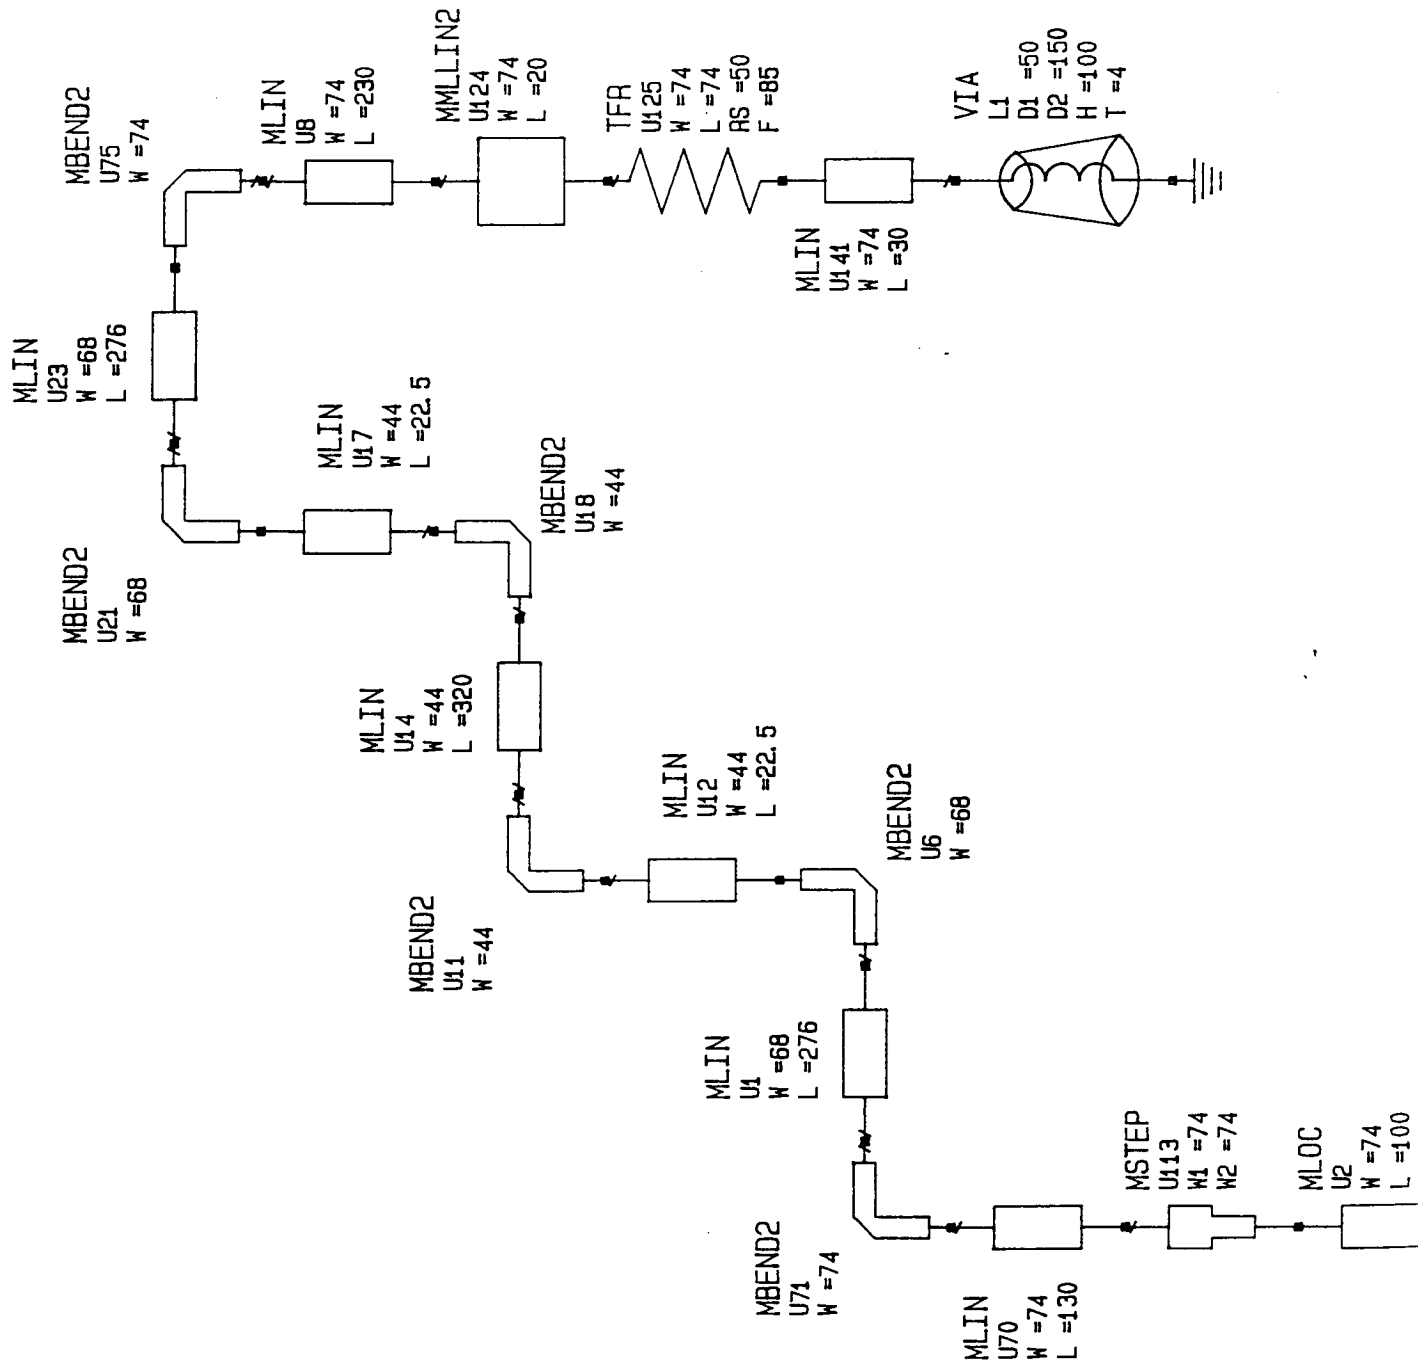 MBEND2
U75
W =74
MLIN
U8
W =74
L =230
MMLLIN2
U124
W =74
L =20
TFR
U125
W =74
L =74
RS =50
F =85
VIA
L1
D1 =50
D2 =150
H =100
T =4
MLIN
U141
W =74
L =30
MLIN
U23
W =68
L =276
MBEND2
U21
W =68
MLIN
U17
W =44
L =22.5
MBEND2
U18
W =44
MLIN
U14
W =44
L =320
MBEND2
U11
W =44
MLIN
U12
W =44
L =22.5
MBEND2
U6
W =68
MLIN
U1
W =68
L =276
MBEND2
U71
W =74
MLIN
U70
W =74
L =130
MSTEP
U113
W1 =74
W2 =74
MLOC
U2
W =74
L =100